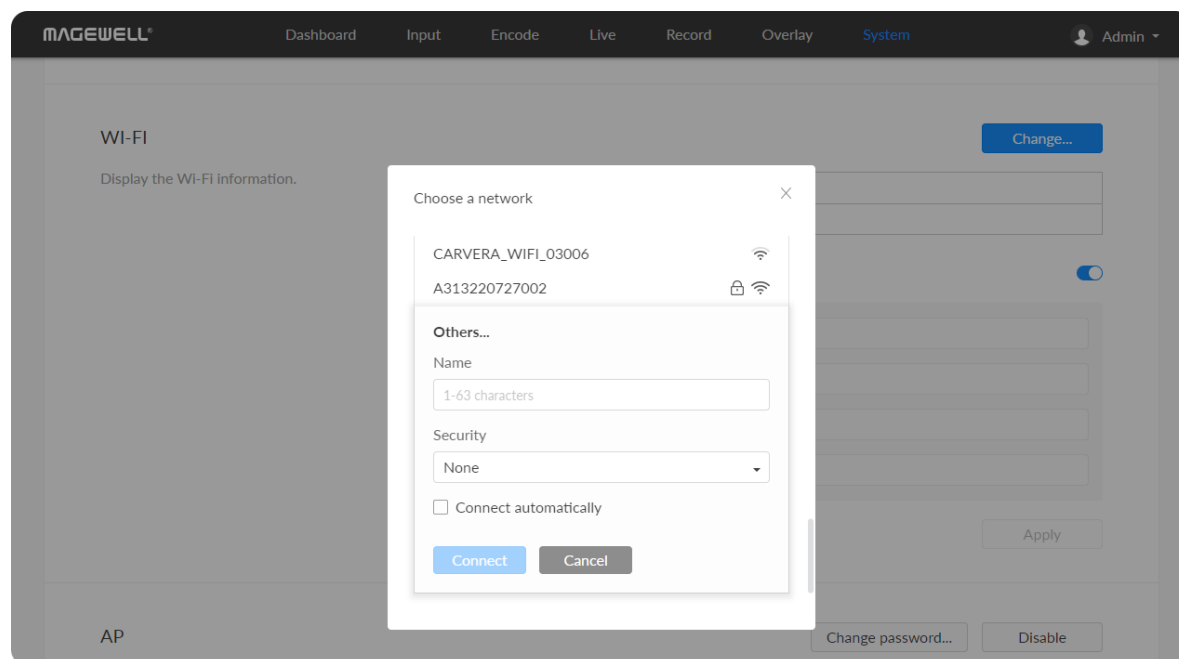 MAGEWELL®
Dashboard Input Encode Live Record Overlay System Admin
WI-FI
Change...
Display the Wi-Fi information.
Choose a network
CARVERA_WIFI_03006
A313220727002
Others...
Name
1-63 characters
Security
None
Connect automatically
Connect Cancel
Apply
AP
Change password... Disable